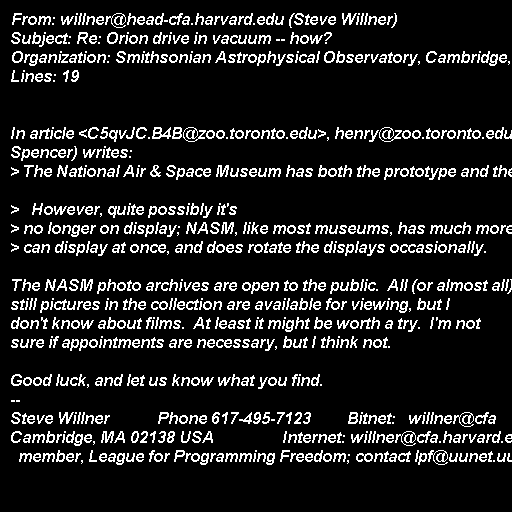 From: willner@head-cfa.harvard.edu (Steve Willner)
Subject: Re: Orion drive in vacuum -- how?
Organization: Smithsonian Astrophysical Observatory, Cambridge,
Lines: 19
In article <C5qvJC.B4B@zoo.toronto.edu>, henry@zoo.toronto.edu
Spencer) writes:
> The National Air & Space Museum has both the prototype and the
>   However, quite possibly it's
> no longer on display; NASM, like most museums, has much more
> can display at once, and does rotate the displays occasionally.
The NASM photo archives are open to the public.  All (or almost all)
still pictures in the collection are available for viewing, but I
don't know about films.  At least it might be worth a try.  I'm not
sure if appointments are necessary, but I think not.
Good luck, and let us know what you find.
--
Steve Willner          Phone 617-495-7123        Bitnet:   willner@cfa
Cambridge, MA 02138 USA               Internet: willner@cfa.harvard.e
  member, League for Programming Freedom; contact lpf@uunet.uu